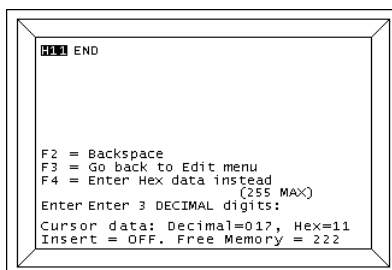 H11 END
F2 = Backspace
F3 = Go back to Edit menu
F4 = Enter Hex data instead
(255 MAX)
Enter Enter 3 DECIMAL digits:
Cursor data: Decimal=017, Hex=11
Insert = OFF. Free Memory = 222